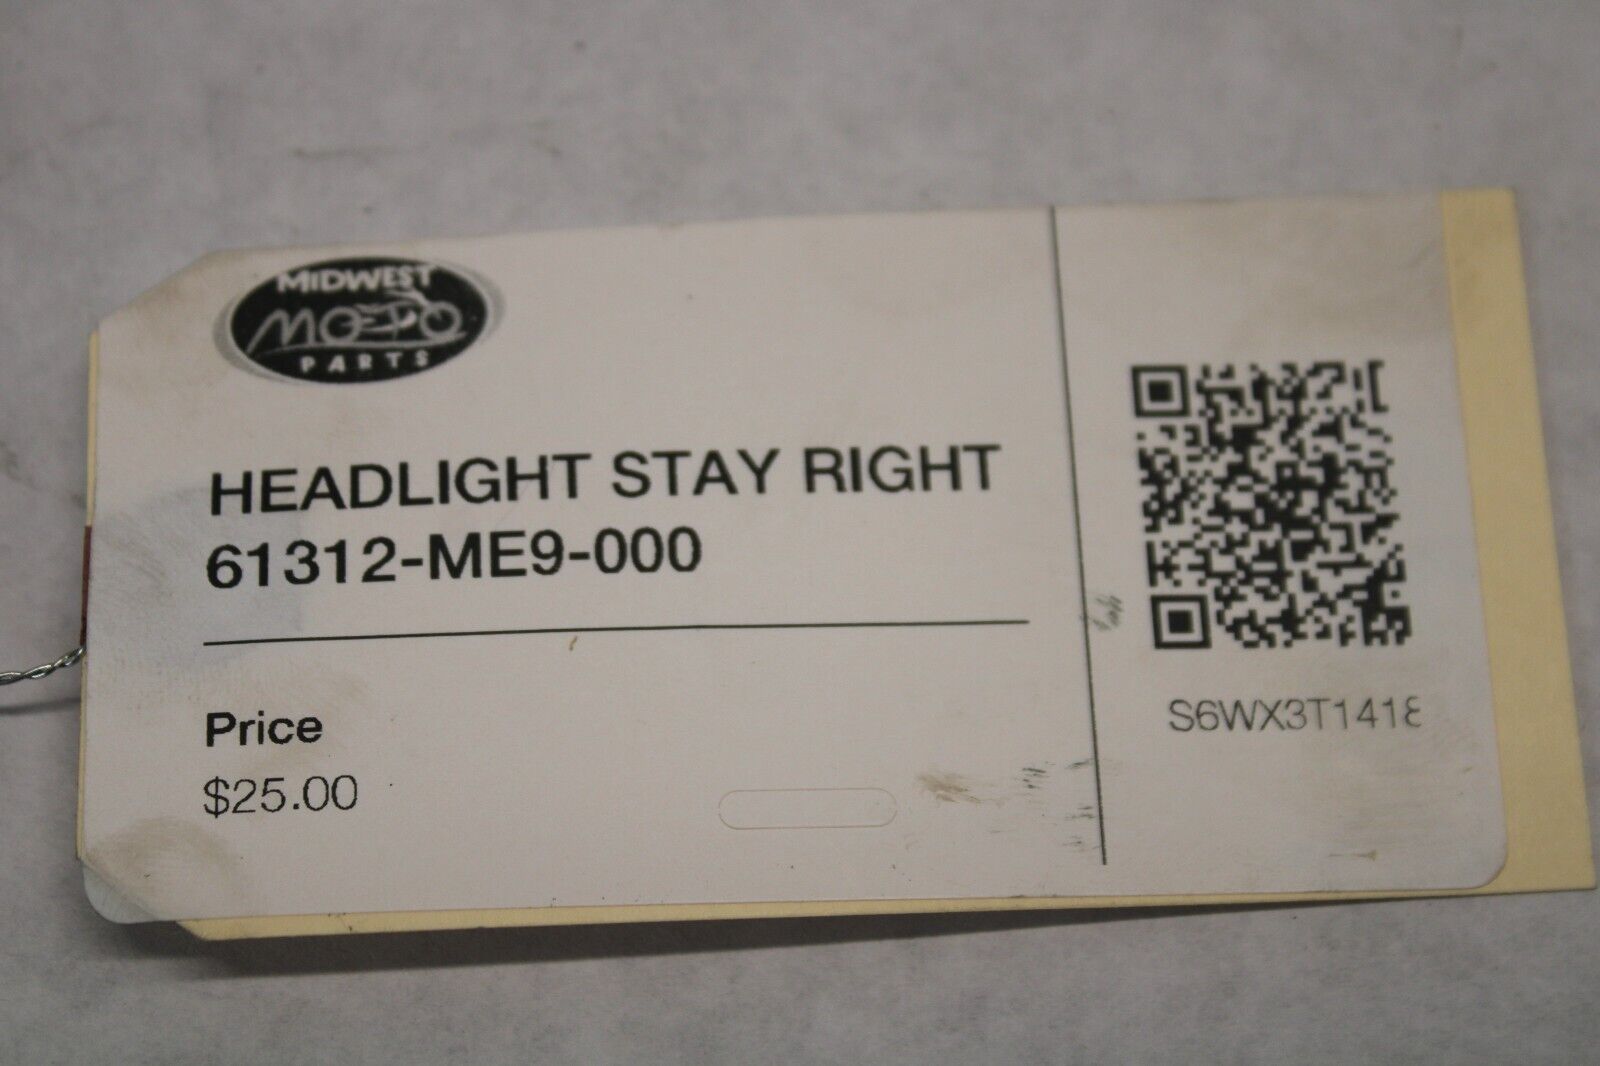 MIDWEST
MOTO
PARTS
HEADLIGHT STAY RIGHT
61312-ME9-000
Price
$25.00
S6WX3T1418